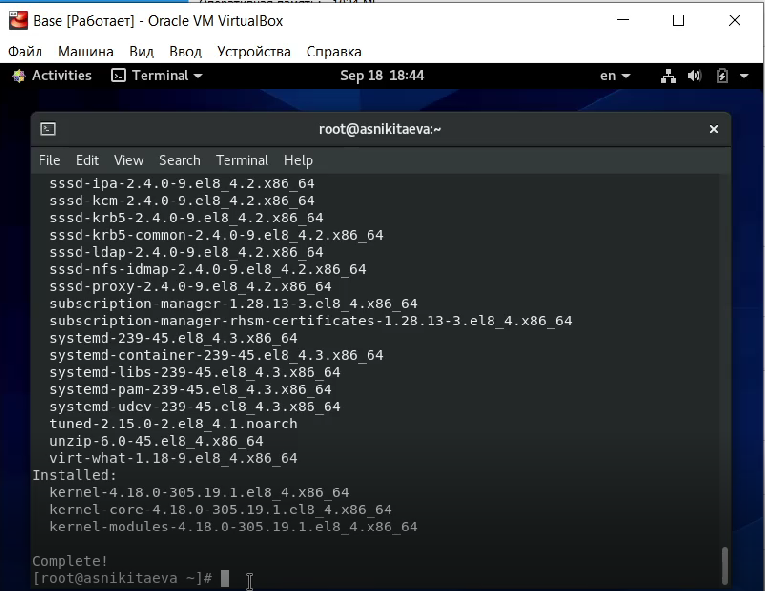 Base [Работает] - Oracle VM VirtualBox
Файл Машина Вид Ввод Устройства Справка
Activities Terminal Sep 18 18:44 en
root@asnikitaeva:~
File Edit View Search Terminal Help
sssd-ipa-2.4.0-9.el8_4.2.x86_64
sssd-kcm-2.4.0-9.el8_4.2.x86_64
sssd-krb5-2.4.0-9.el8_4.2.x86_64
sssd-krb5-common-2.4.0-9.el8_4.2.x86_64
sssd-ldap-2.4.0-9.el8_4.2.x86_64
sssd-nfs-idmap-2.4.0-9.el8_4.2.x86_64
sssd-proxy-2.4.0-9.el8_4.2.x86_64
subscription-manager-1.28.13-3.el8_4.x86_64
subscription-manager-rhsm-certificates-1.28.13-3.el8_4.x86_64
systemd-239-45.el8_4.3.x86_64
systemd-container-239-45.el8_4.3.x86_64
systemd-libs-239-45.el8_4.3.x86_64
systemd-pam-239-45.el8_4.3.x86_64
systemd-udev-239-45.el8_4.3.x86_64
tuned-2.15.0-2.el8_4.1.noarch
unzip-6.0-45.el8_4.x86_64
virt-what-1.18-9.el8_4.x86_64
Installed:
kernel-4.18.0-305.19.1.el8_4.x86_64
kernel-core-4.18.0-305.19.1.el8_4.x86_64
kernel-modules-4.18.0-305.19.1.el8_4.x86_64
Complete!
[root@asnikitaeva ~]#